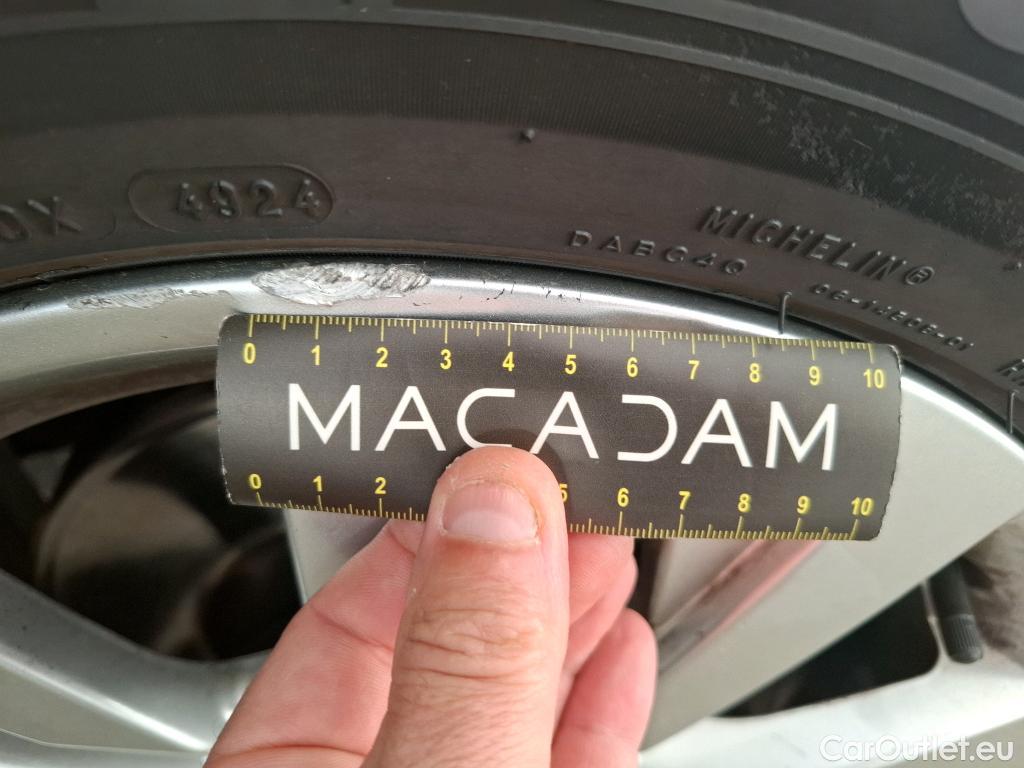 0X 4924
MICHELIN®
DABC4Q
0 1 2 3 4 5 6 7 8 9 10
MACADAM
0 1 2 5 6 7 8 9 10
CarOutlet.eu